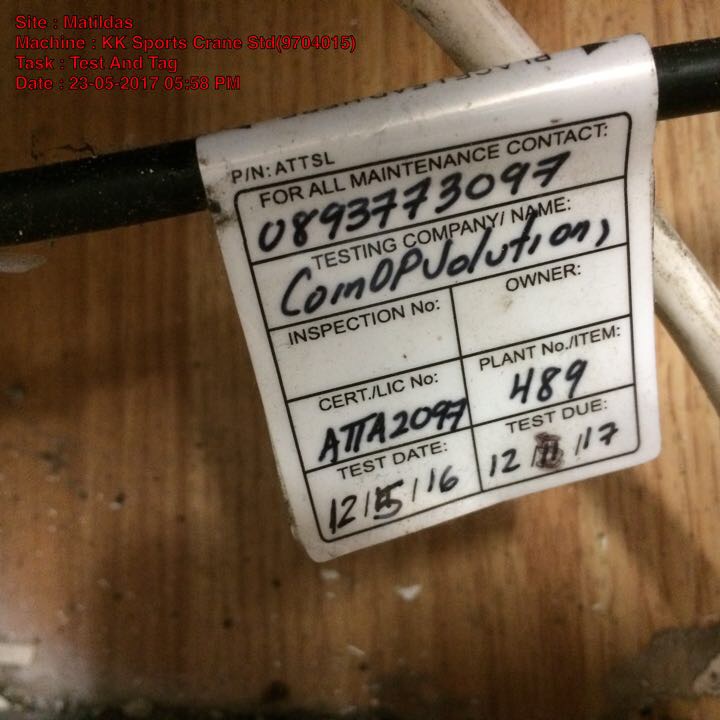 Site : Matildas
Machine : KK Sports Crane Std(9704015)
Task : Test And Tag
Date : 23-05-2017 05:58 PM
P/N: ATTSL
FOR ALL MAINTENANCE CONTACT:
0893773097
TESTING COMPANY/ NAME:
INSPECTION No:
OWNER:
CERT./LIC No:
ATTA2097
PLANT No./ITEM:
489
TEST DATE:
12/5/16
TEST DUE:
12/ /17